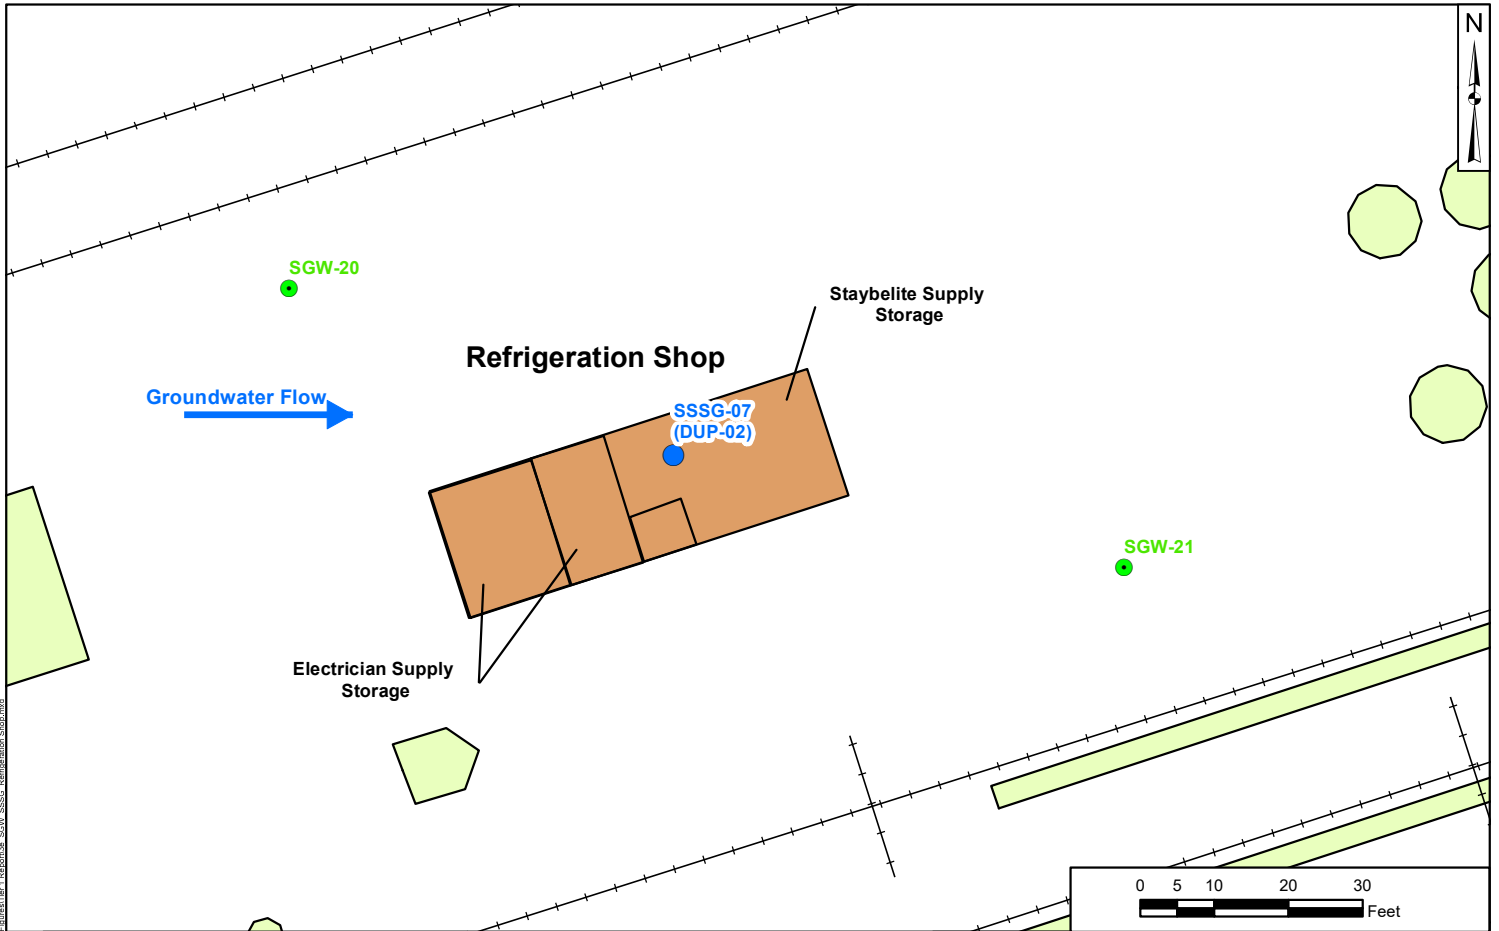 N
SGW-20
Staybelite Supply
Storage
Refrigeration Shop
Groundwater Flow
SSSG-07
(DUP-02)
SGW-21
Electrician Supply
Storage
0 5 10 20 30
Feet